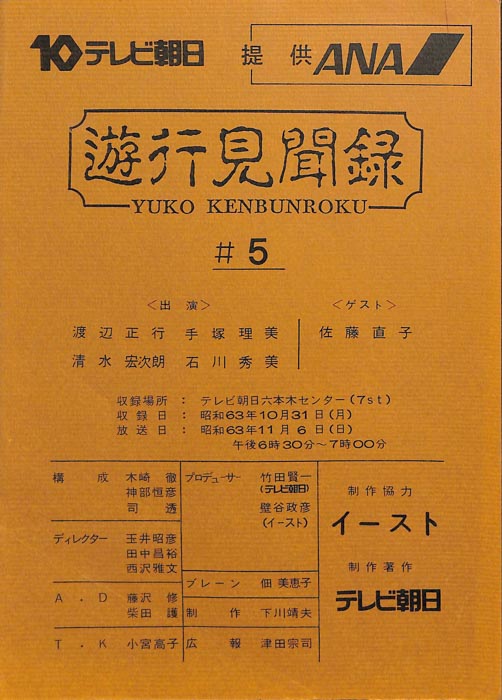 10 テレビ朝日 提供 ANA
遊行見聞録
YUKO KENBUNROKU
#5
＜出演＞ ＜ゲスト＞
渡辺正行 手塚理美 佐藤直子
清水宏次朗 石川秀美
収録場所： テレビ朝日六本木センター(7st)
収録日： 昭和63年10月31日(月)
放送日： 昭和63年11月6日(日)
午後6時30分～7時00分
構成 木崎徹
神部恒彦
司透
ディレクター 玉井昭彦
田中昌裕
西沢雅文
A.D 藤沢修
柴田護
T.K 小宮高子
プロデューサー 竹田賢一
(テレビ朝日)
壁谷政彦
(イースト)
ブレーン 佃美恵子
制作 下川靖夫
広報 津田宗司
制作協力
イースト
制作著作
テレビ朝日